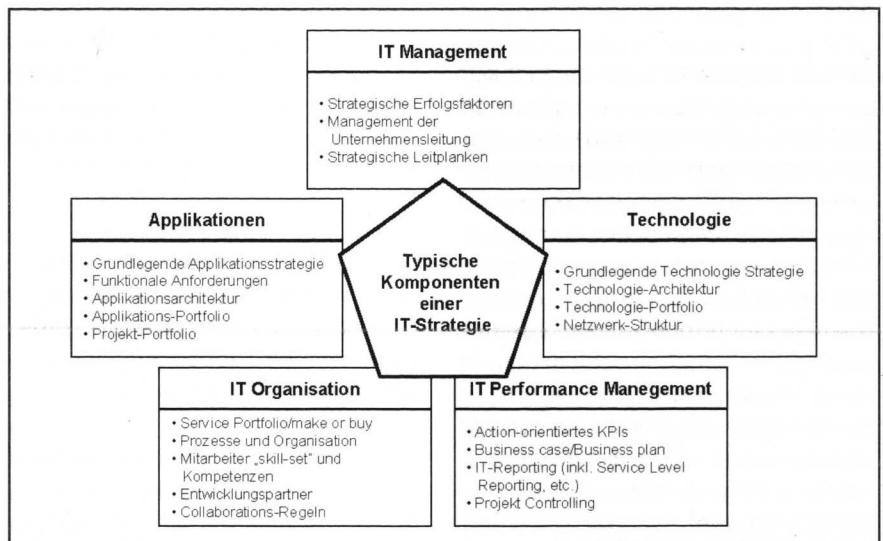 IT Management
• Strategische Erfolgsfaktoren
• Management der
Unternehmensleitung
• Strategische Leitplanken
Applikationen
• Grundlegende Applikationsstrategie
• Funktionale Anforderungen
• Applikationsarchitektur
• Applikations-Portfolio
• Projekt-Portfolio
Typische
Komponenten
einer
IT-Strategie
Technologie
• Grundlegende Technologie Strategie
• Technologie-Architektur
• Technologie-Portfolio
• Netzwerk-Struktur
IT Organisation
• Service Portfolio/make or buy
• Prozesse und Organisation
• Mitarbeiter „skill-set" und
Kompetenzen
• Entwicklungspartner
• Collaborations-Regeln
IT Performance Manegement
• Action-orientiertes KPIs
• Business case/Business plan
• IT-Reporting (inkl. Service Level
Reporting, etc.)
• Projekt Controlling